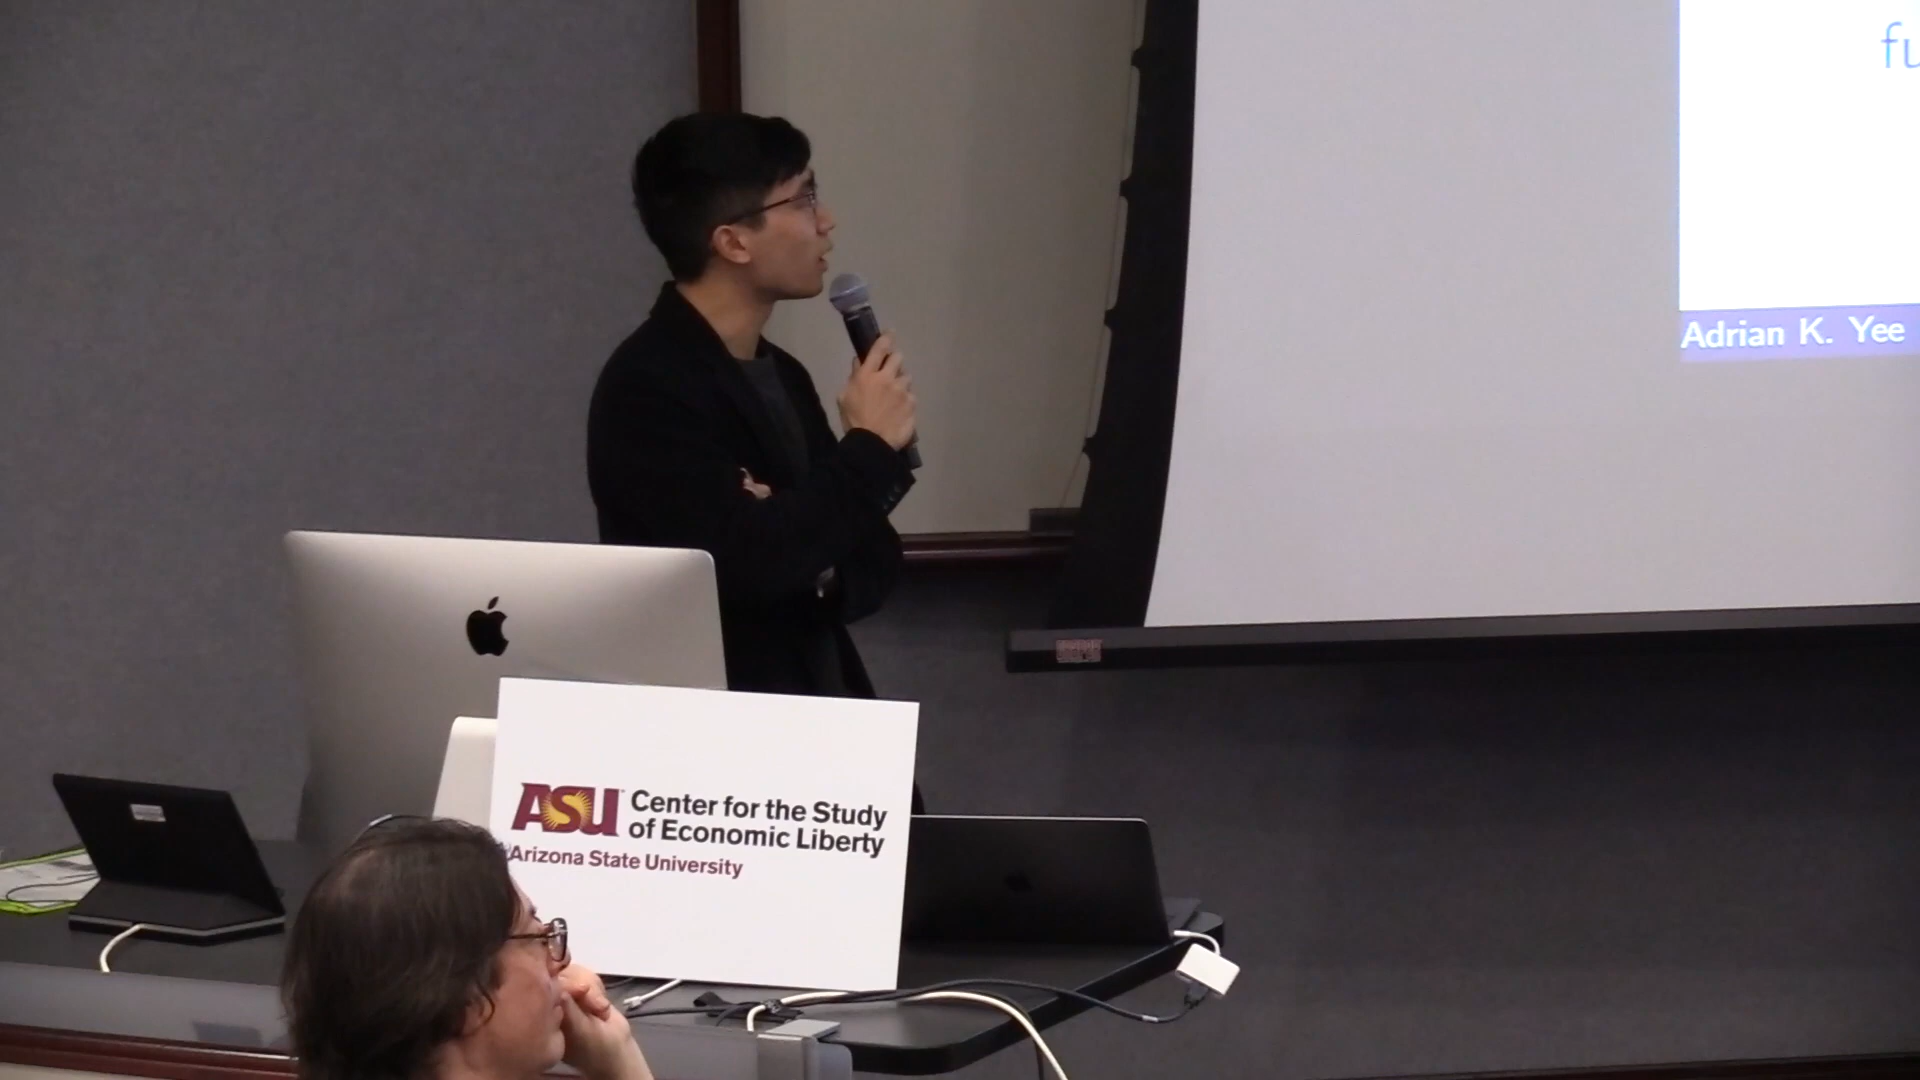 fu
Adrian K. Yee
ASU Center for the Study
of Economic Liberty
Arizona State University